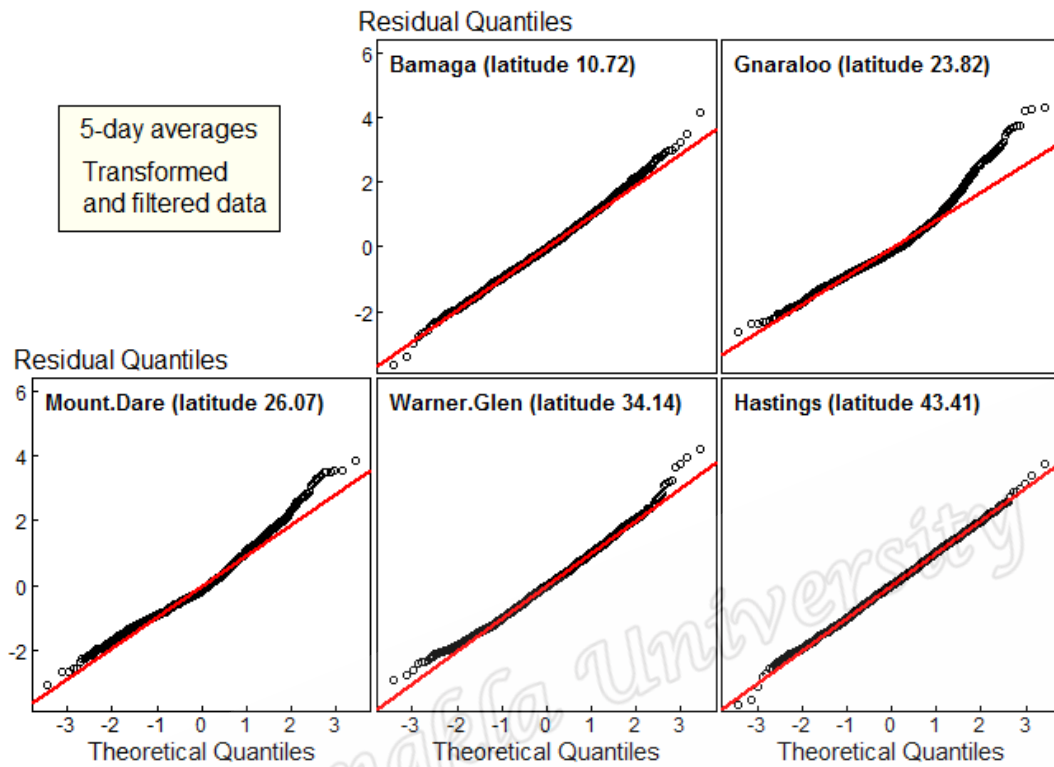 Residual Quantiles
5-day averages
Transformed
and filtered data
6
4
2
0
-2
Bamaga (latitude 10.72)
Gnaraloo (latitude 23.82)
Residual Quantiles
6
4
2
0
-2
Mount.Dare (latitude 26.07)
Warner.Glen (latitude 34.14)
Hastings (latitude 43.41)
-3 -2 -1 0 1 2 3
-3 -2 -1 0 1 2 3
-3 -2 -1 0 1 2 3
Theoretical Quantiles
Theoretical Quantiles
Theoretical Quantiles
University